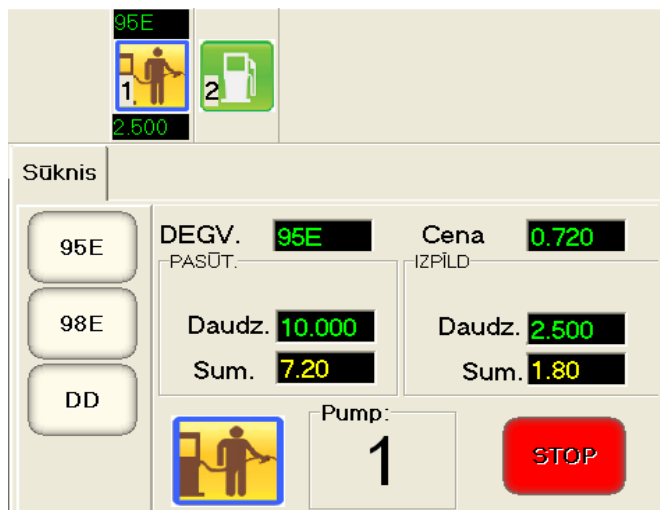 95E
1
2
2.500
Sūknis
95E
98E
DD
DEGV. 95E Cena 0.720
PASŪT. IZPĪLD
Daudz. 10.000 Daudz. 2.500
Sum. 7.20 Sum. 1.80
Pump:
1
STOP